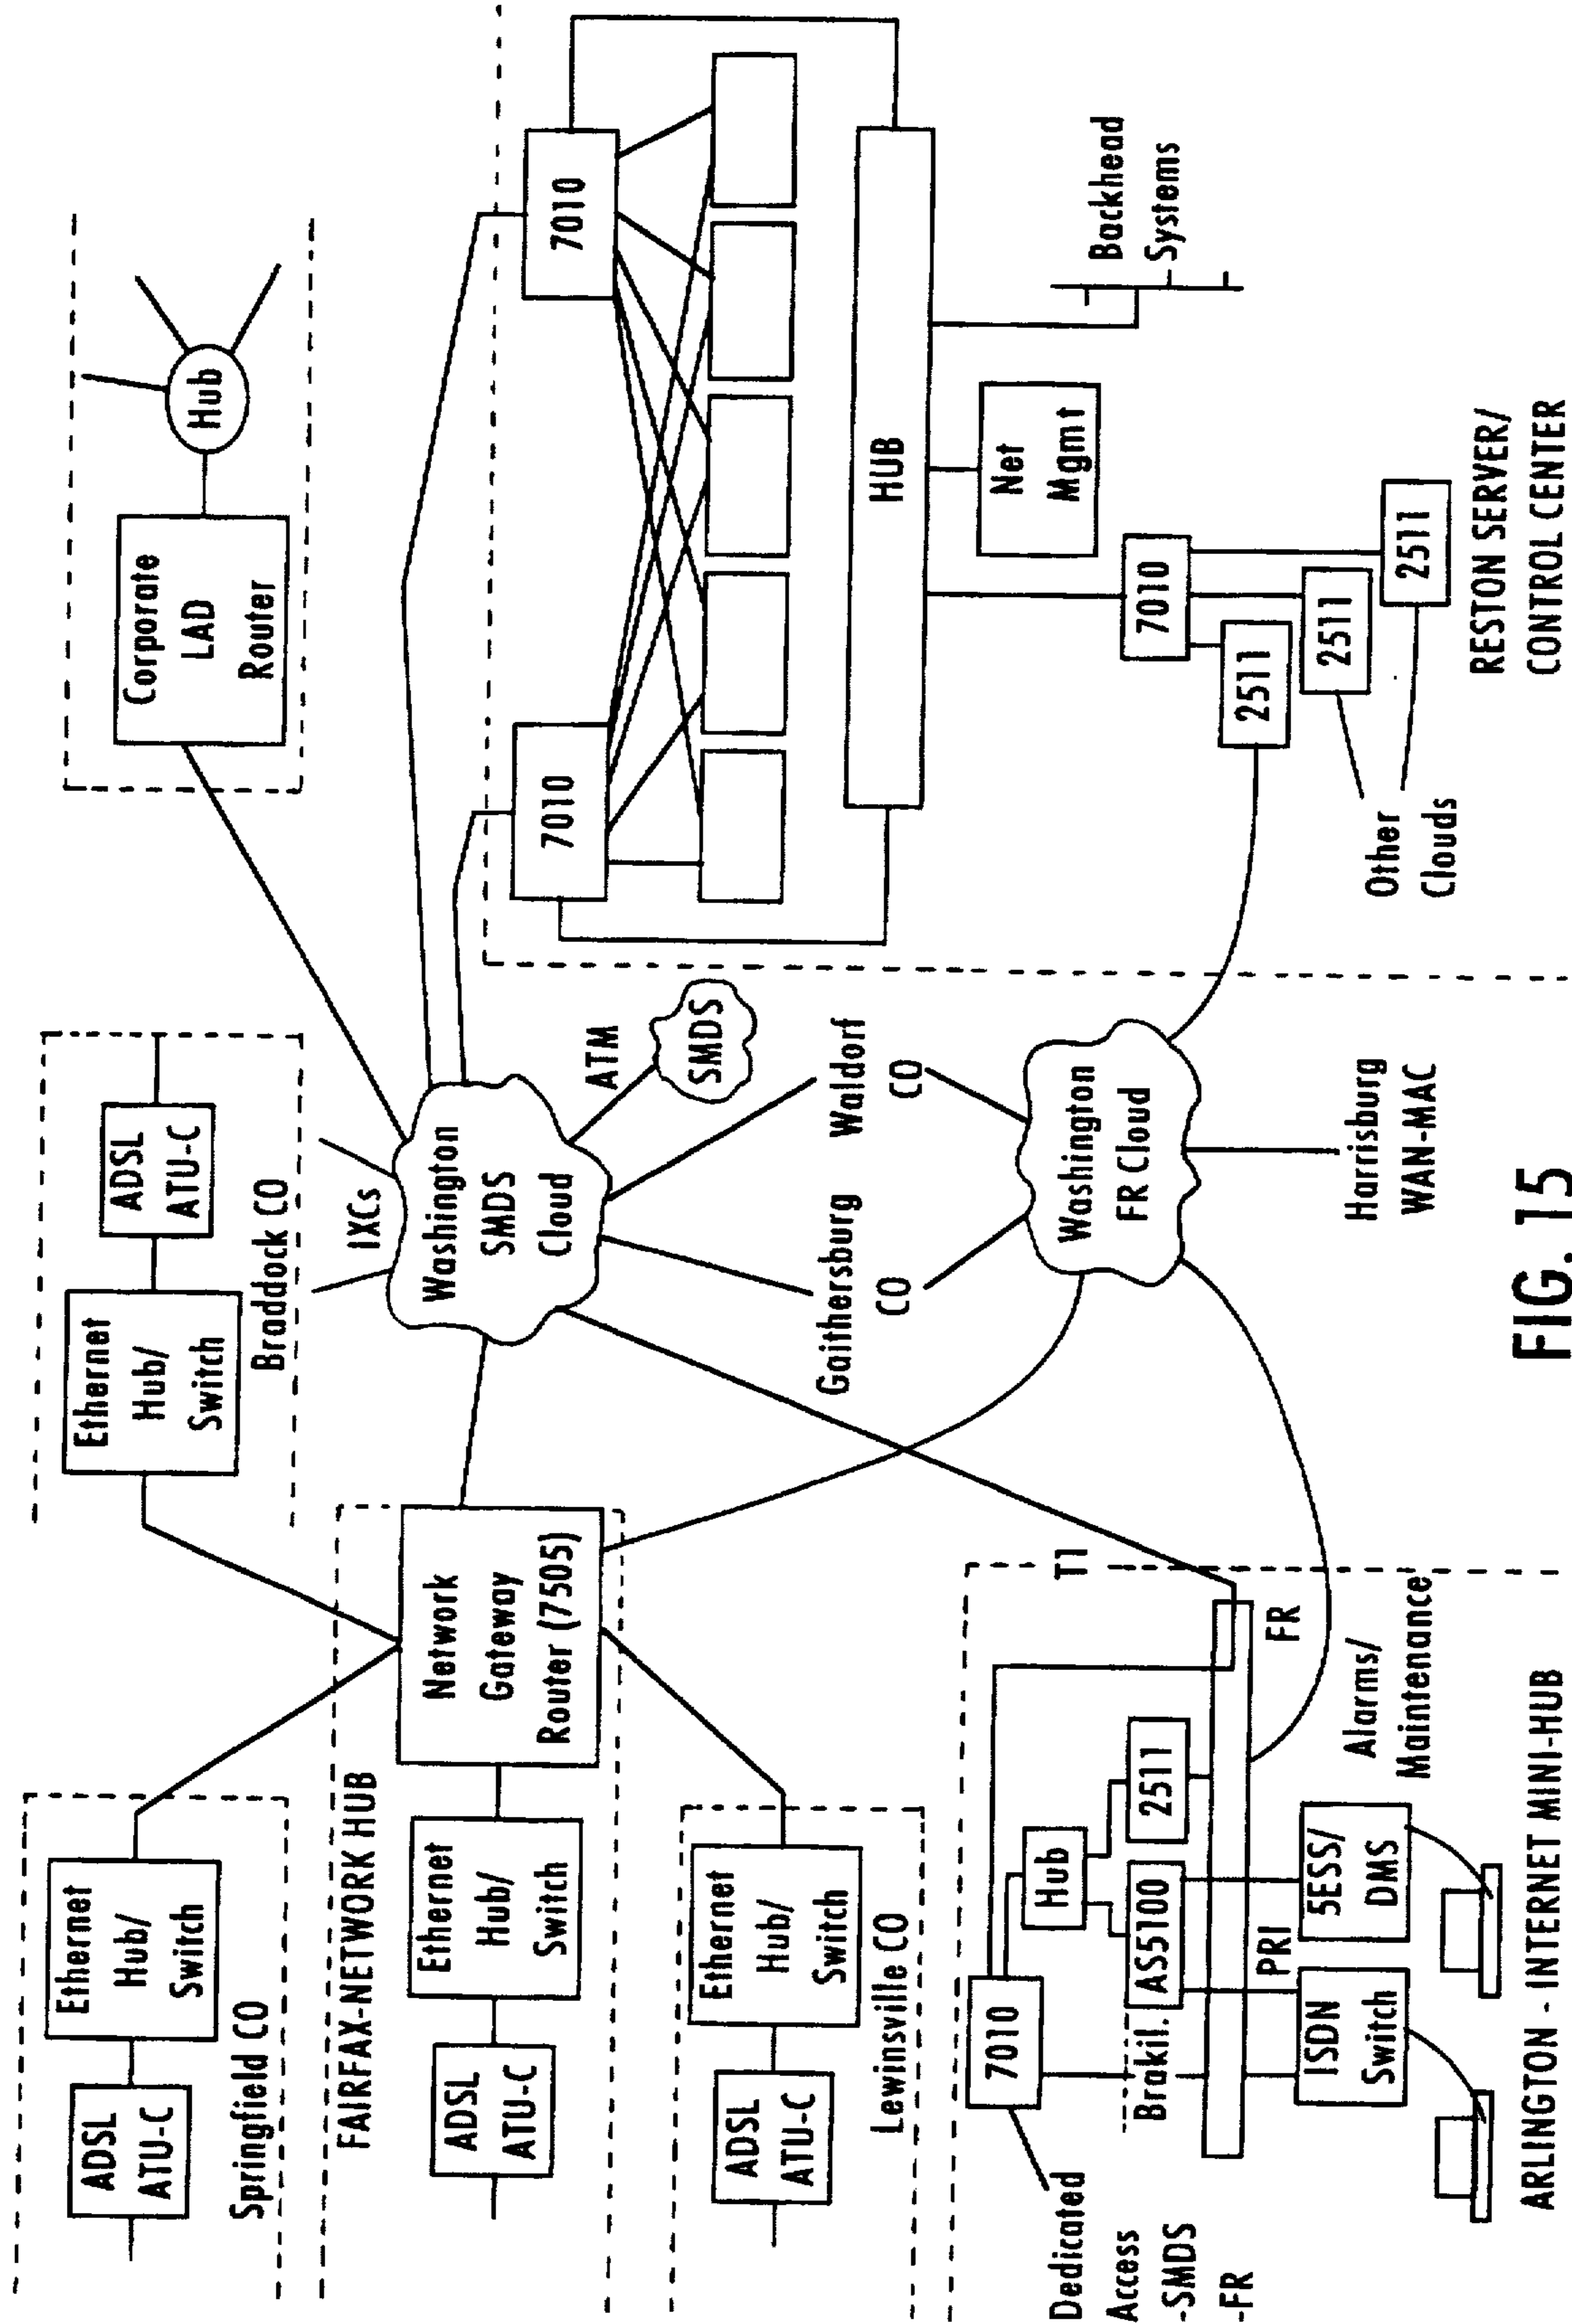 ADSL
ATU-C
Ethernet
Hub/
Switch
Springfield CO
Ethernet
Hub/
Switch
ADSL
ATU-C
Braddock CO
Corporate
LAD
Router
Hub
FAIRFAX-NETWORK HUB
ADSL
ATU-C
Ethernet
Hub/
Switch
Network
Gateway
Router (7505)
IXCs
Washington
SMDS
Cloud
ATM
SMDS
7010
7010
HUB
Net
Mgmt
Backhead
Systems
7010
2511
2511
2511
Other
Clouds
RESTON SERVER/
CONTROL CENTER
ADSL
ATU-C
Ethernet
Hub/
Switch
Lewinsville CO
Gaithersburg
CO
Waldorf
CO
Washington
FR Cloud
Harrisburg
WAN-MAC
Dedicated
Access
-SMDS
-FR
7010
Hub
T1
Brakil.
AS5100
2511
FR
PRI
ISDN
Switch
5ESS/
DMS
Alarms/
Maintenance
ARLINGTON - INTERNET MINI-HUB
FIG. 15